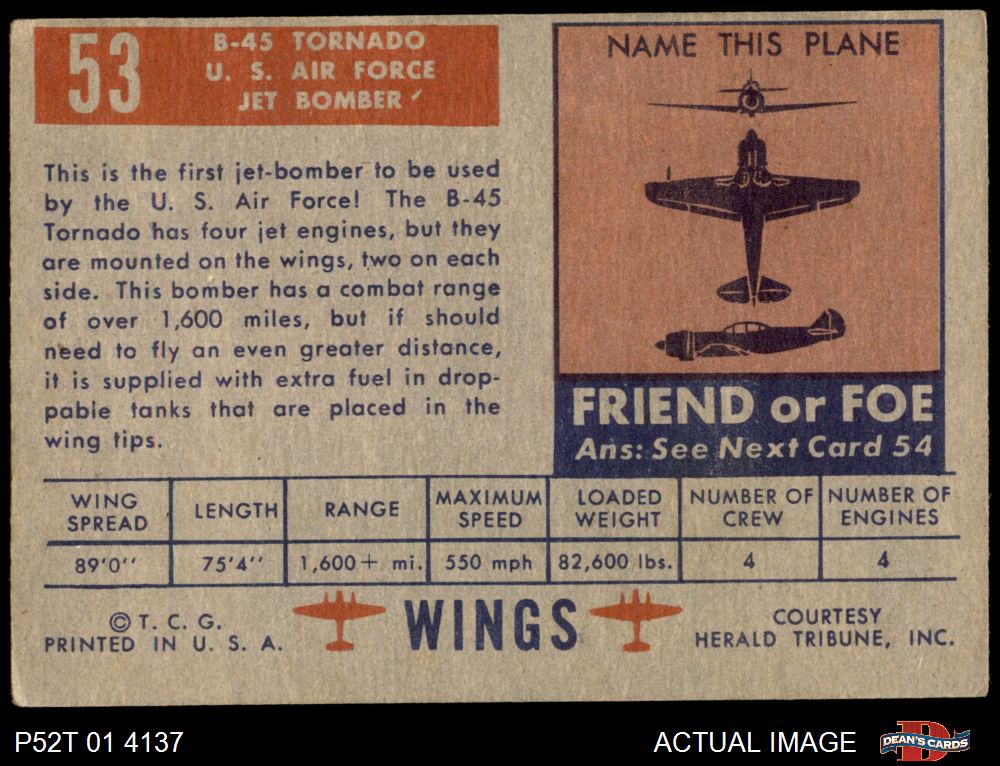 53
B-45 TORNADO
U. S. AIR FORCE
JET BOMBER
This is the first jet-bomber to be used
by the U. S. Air Force! The B-45
Tornado has four jet engines, but they
are mounted on the wings, two on each
side. This bomber has a combat range
of over 1,600 miles, but if should
need to fly an even greater distance,
it is supplied with extra fuel in drop-
pable tanks that are placed in the
wing tips.
NAME THIS PLANE
FRIEND or FOE
Ans: See Next Card 54
WING SPREAD LENGTH RANGE MAXIMUM SPEED LOADED WEIGHT NUMBER OF CREW NUMBER OF ENGINES
89'0'' 75'4'' 1,600+ mi. 550 mph 82,600 lbs. 4 4
© T. C. G.
PRINTED IN U. S. A.
WINGS
COURTESY
HERALD TRIBUNE, INC.
P52T 01 4137
ACTUAL IMAGE
D
DEAN'S CARDS